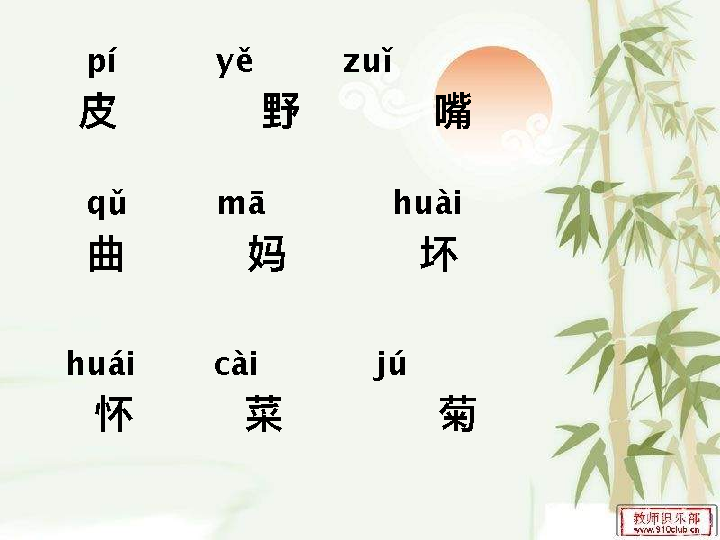 pí yě zuǐ
皮 野 嘴
qǔ mā huài
曲 妈 坏
huái cài jú
怀 菜 菊
教师俱乐部
www.910club.cn